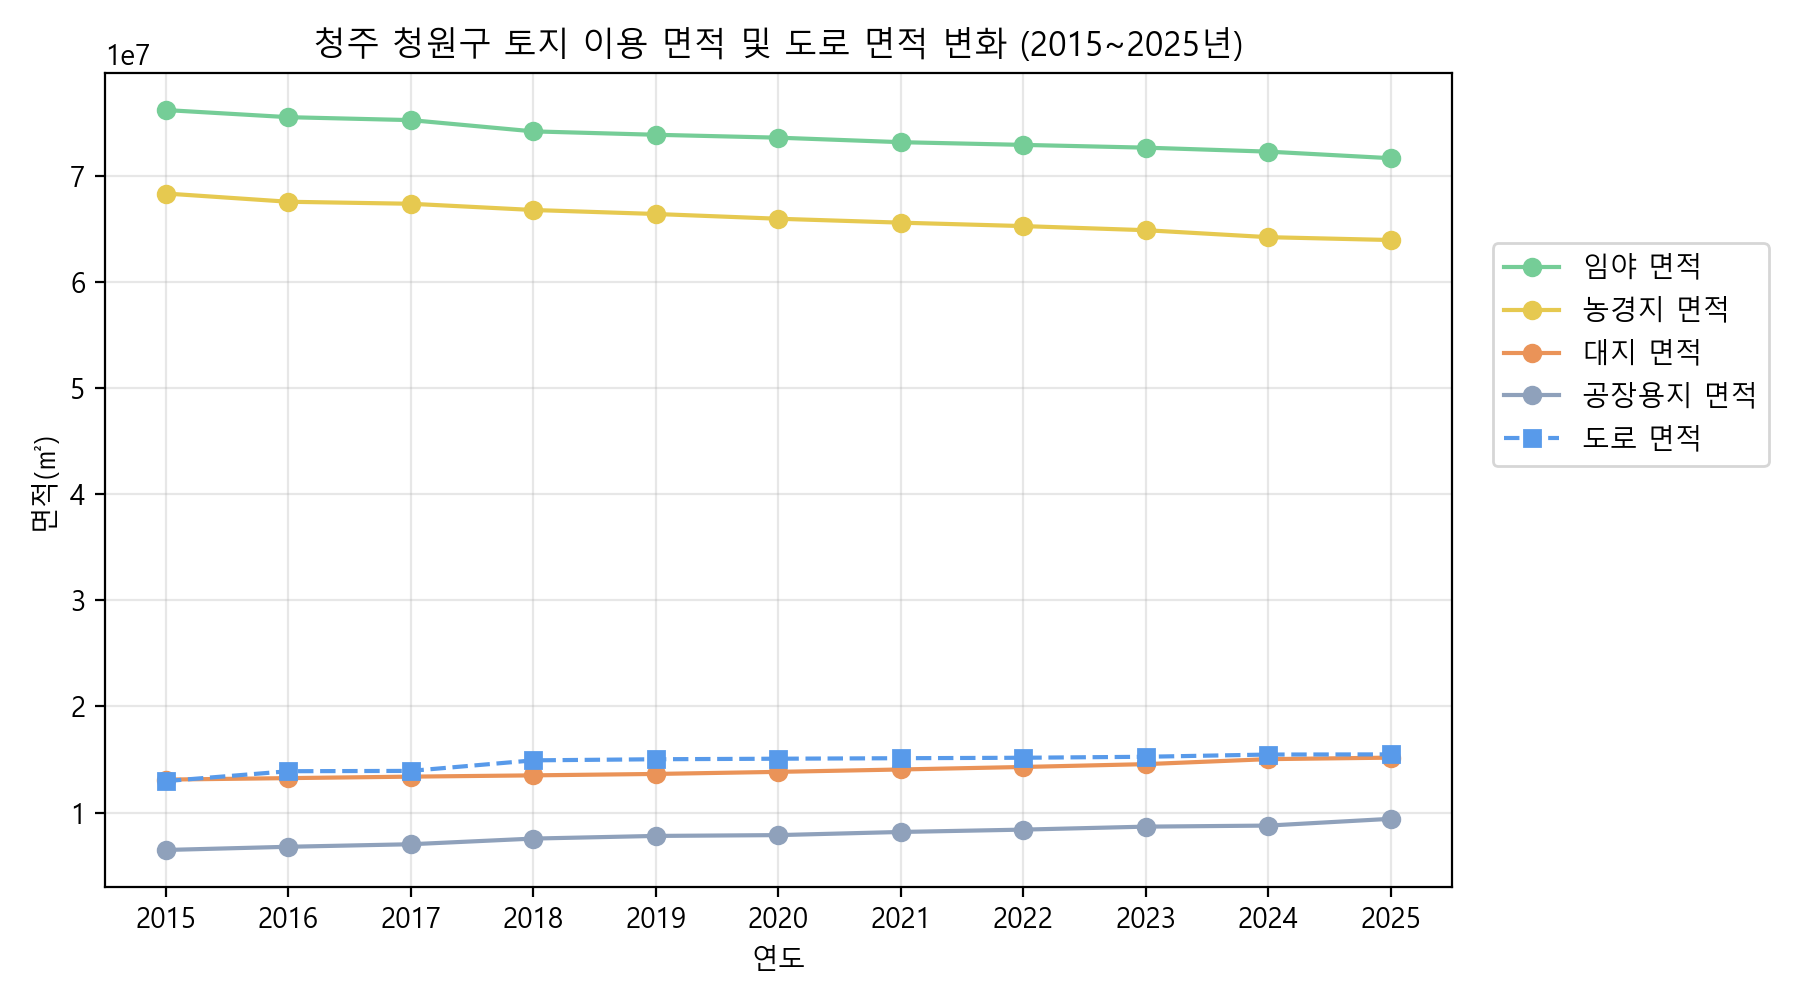 청주 청원구 토지 이용 면적 및 도로 면적 변화 (2015~2025년)
1e7
7
6
5
4
3
2
1
면적(㎡)
2015 2016 2017 2018 2019 2020 2021 2022 2023 2024 2025
연도
임야 면적
농경지 면적
대지 면적
공장용지 면적
도로 면적